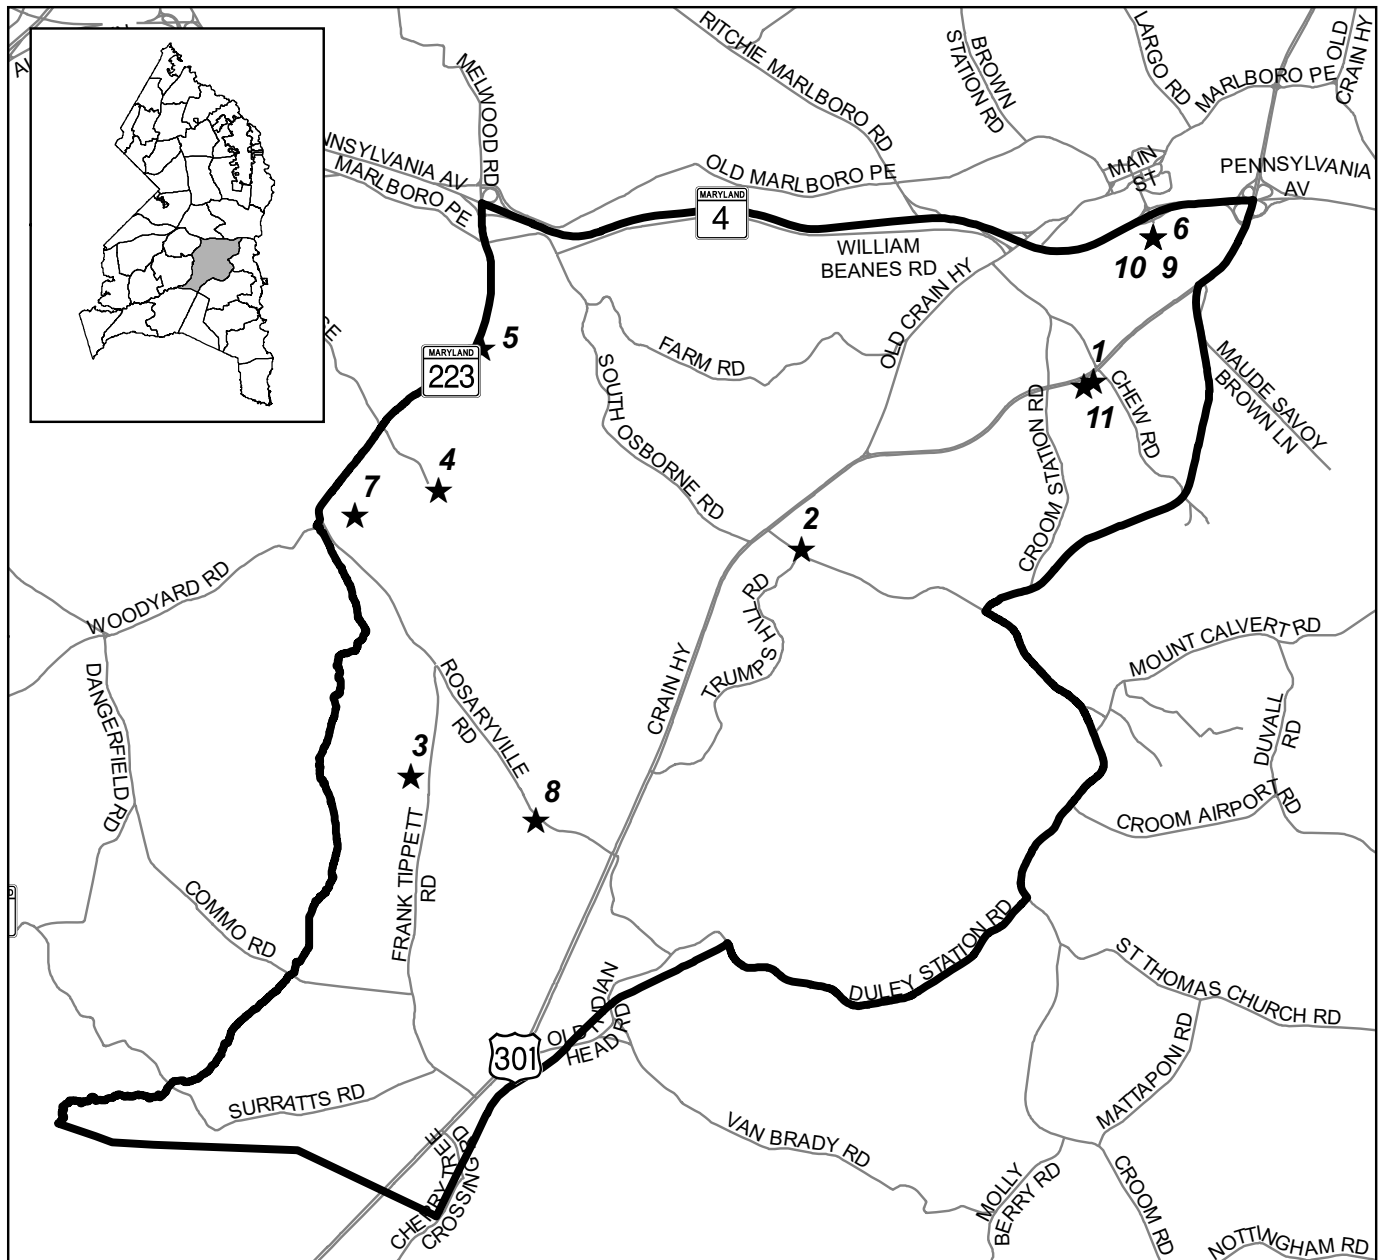 MELWOOD RD
RITCHIE MARLBORO RD
BROWN
STATION RD
LARGO RD
MARLBORO PE
OLD
CRAIN HY
NNSYLVANIA AV
MARLBORO PE
OLD MARLBORO PE
MAIN
ST
PENNSYLVANIA
AV
MARYLAND
4
WILLIAM
BEANES RD
6
10 9
OLD CRAIN HY
5
MARYLAND
223
FARM RD
1
11
CHEW RD
MAUDE SAVOY
BROWN LN
SOUTH OSBORNE RD
CROOM STATION RD
4
7
2
WOODYARD RD
TRUMPS HILL RD
MOUNT CALVERT RD
DANGERFIELD RD
ROSARYVILLE
RD
CRAIN HY
DUVALL
RD
3
8
CROOM AIRPORT RD
FRANK TIPPETT
RD
COMMO RD
DULEY STATION RD
ST THOMAS CHURCH RD
OLD INDIAN
HEAD RD
301
MATTAPONI RD
SURRATTS RD
VAN BRADY RD
CHERRY TREE
CROSSING RD
MOLLY
BERRY RD
CROOM RD
NOTTINGHAM RD